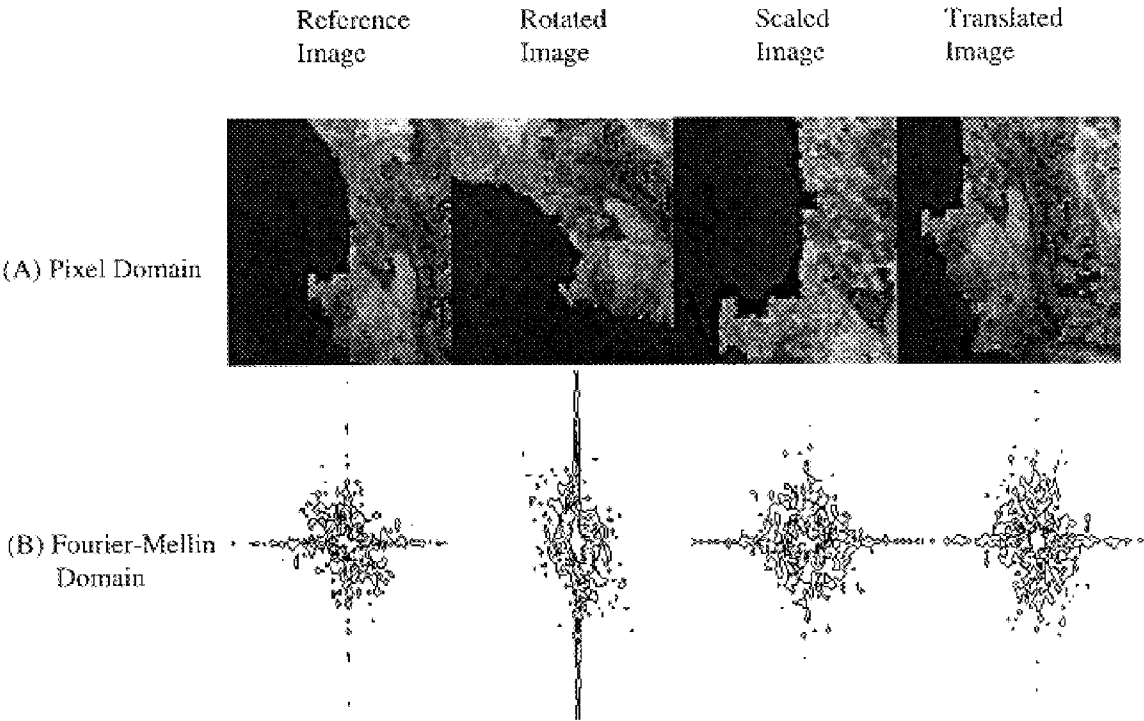 Reference Image
Rotated Image
Scaled Image
Translated Image
(A) Pixel Domain
(B) Fourier-Mellin Domain